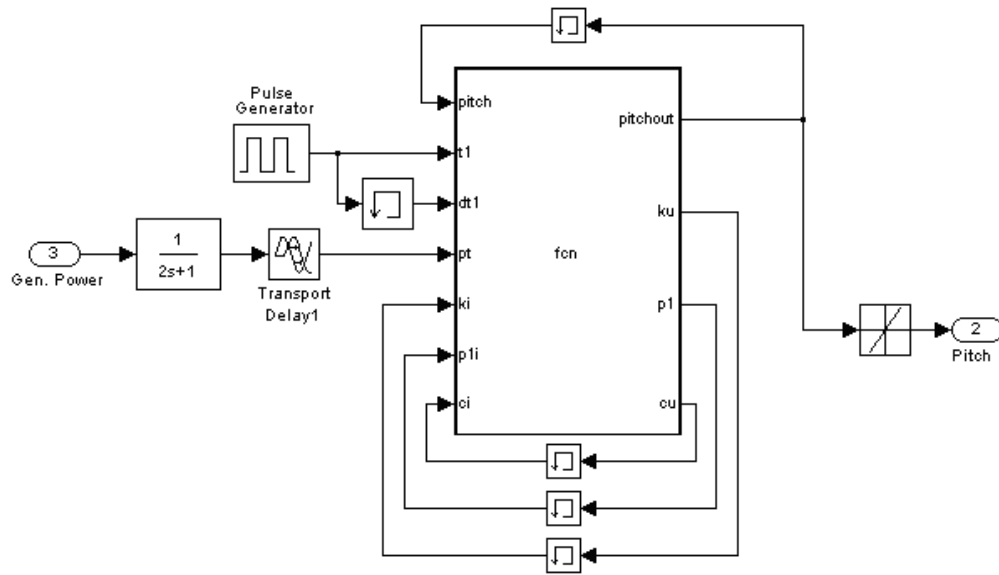 Pulse
Generator
pitch
pitchout
t1
dt1
ku
3
Gen. Power
1
2s+1
Transport
Delay1
pt
fcn
ki
p1
p1i
2
Pitch
ci
cu